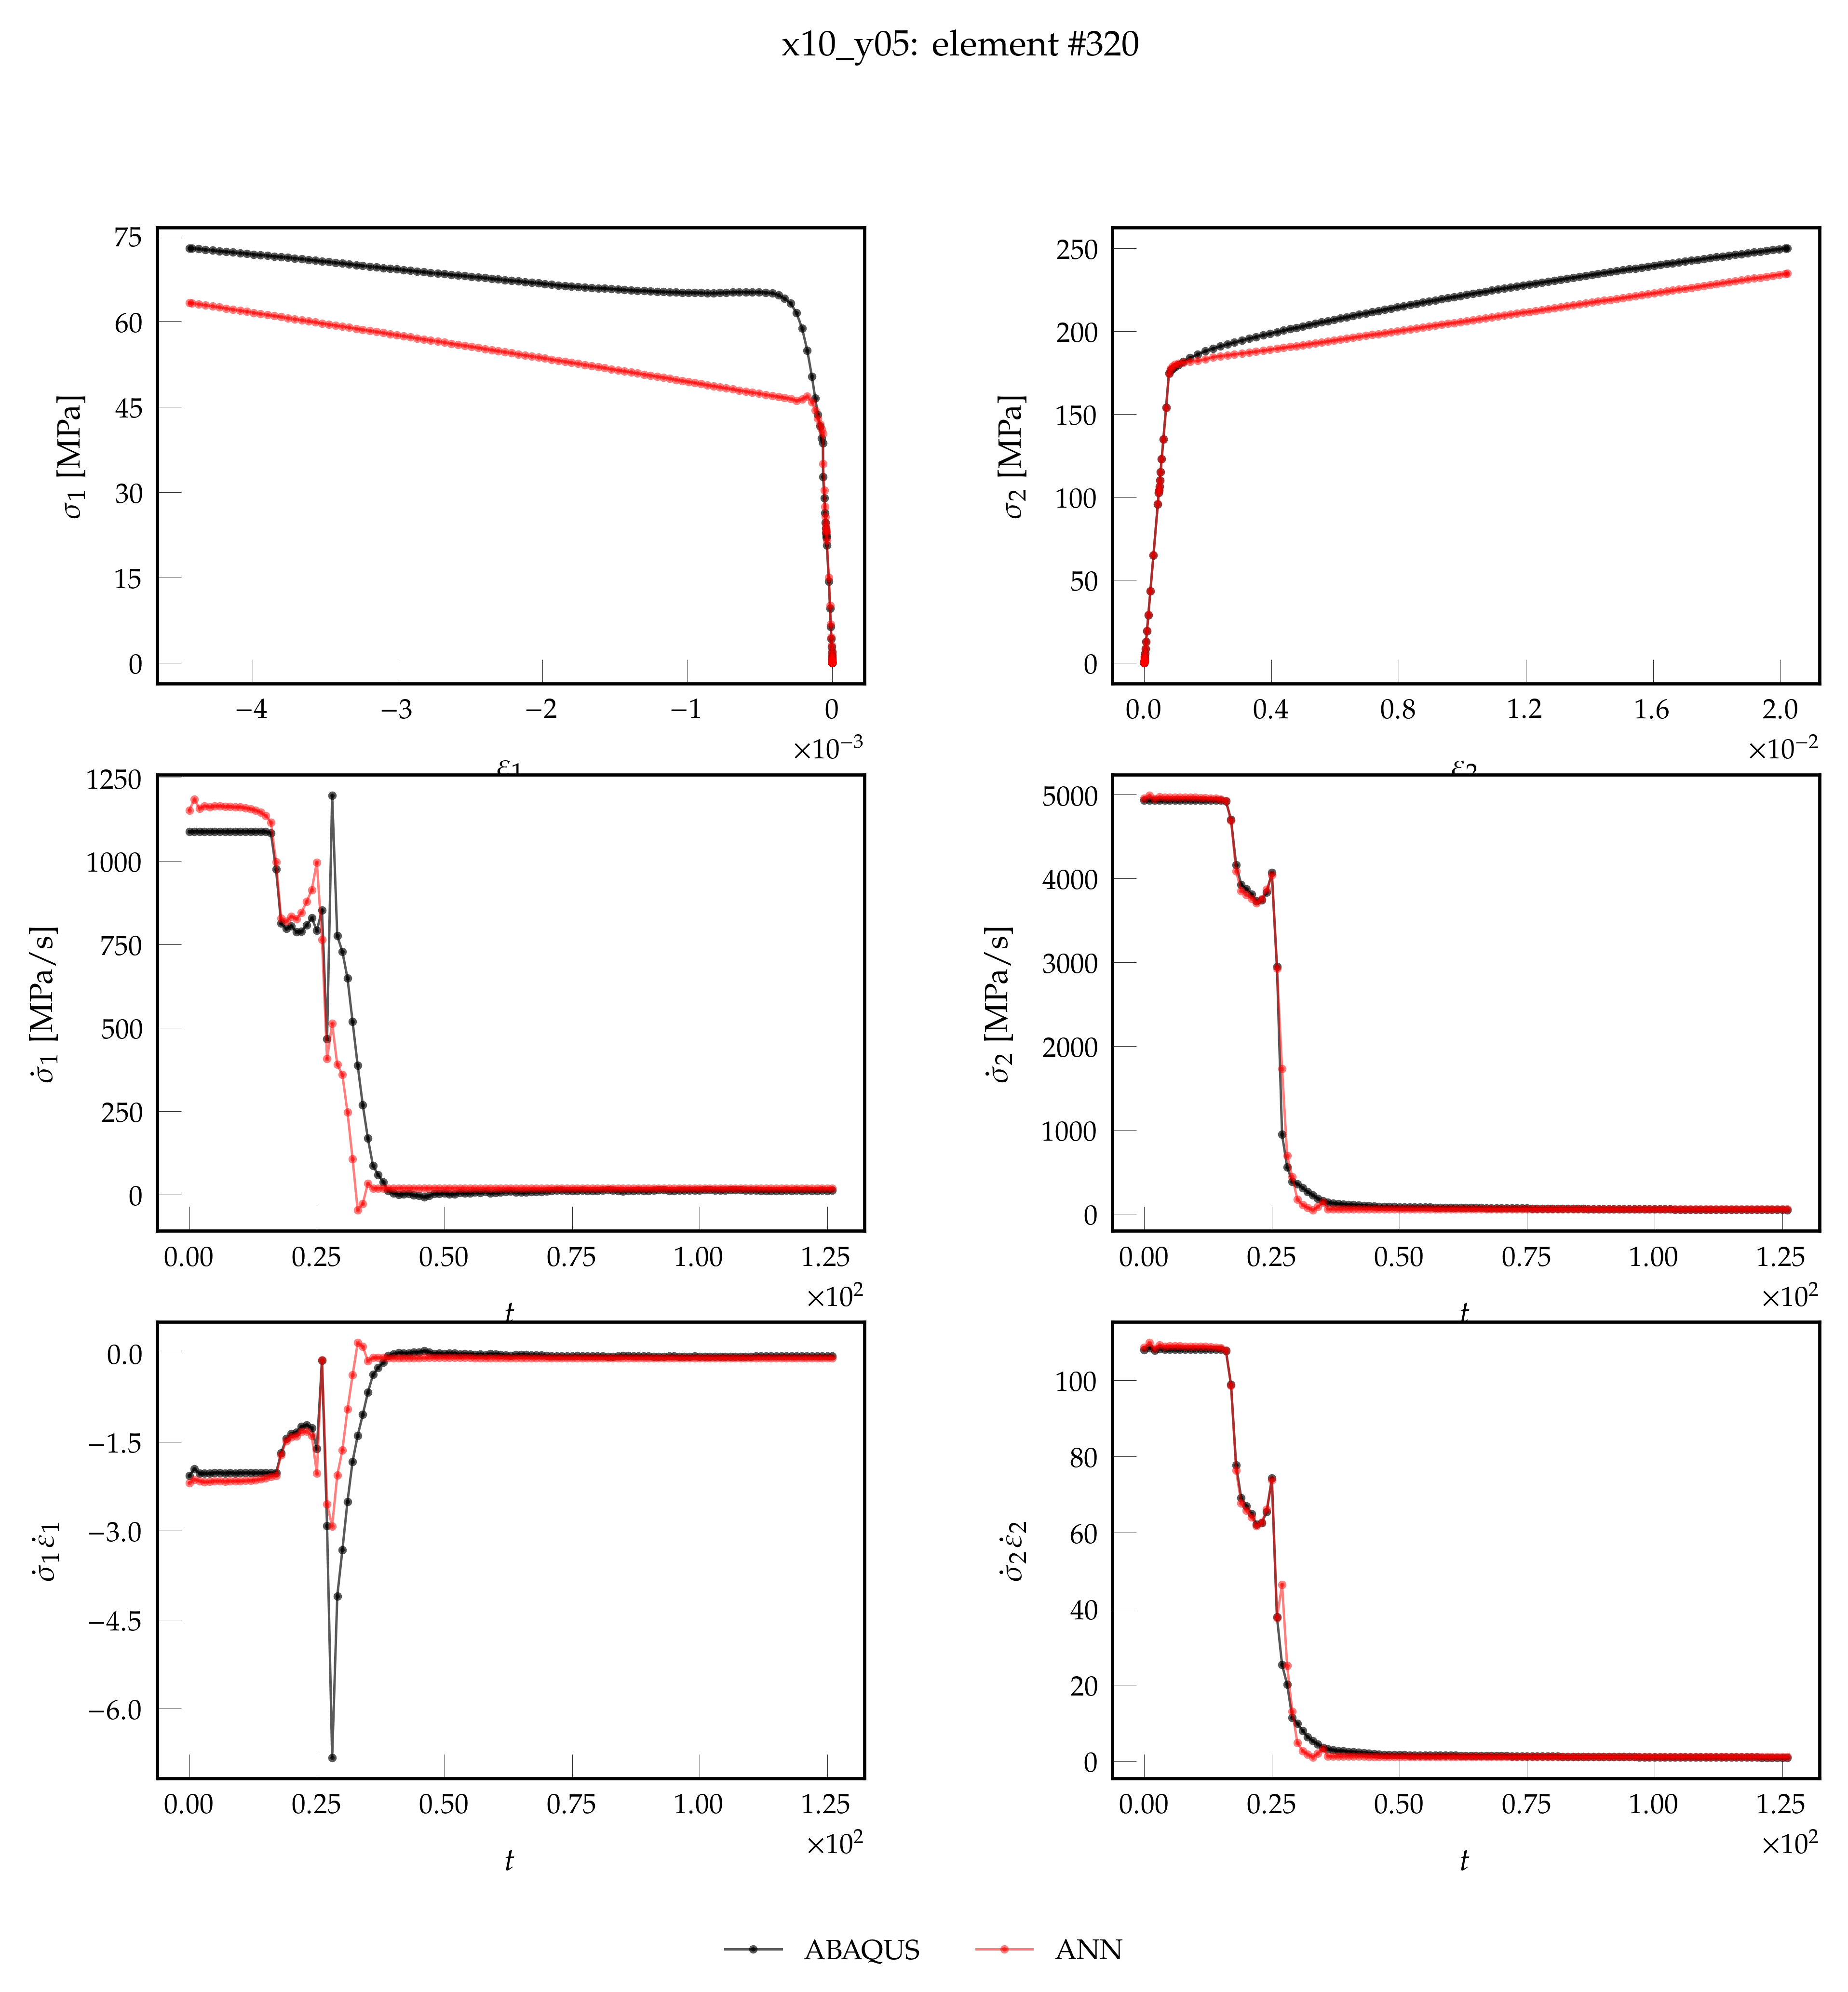 x10_y05: element #320
75
60
45
30
15
0
σ₁ [MPa]
−4 −3 −2 −1 0
×10⁻³
ε₁
250
200
150
100
50
0
σ₂ [MPa]
0.0 0.4 0.8 1.2 1.6 2.0
×10⁻²
ε₂
1250
1000
750
500
250
0
σ̇₁ [MPa/s]
0.00 0.25 0.50 0.75 1.00 1.25
×10²
t
5000
4000
3000
2000
1000
0
σ̇₂ [MPa/s]
0.00 0.25 0.50 0.75 1.00 1.25
×10²
t
0.0
−1.5
−3.0
−4.5
−6.0
σ̇₁ε̇₁
0.00 0.25 0.50 0.75 1.00 1.25
×10²
t
100
80
60
40
20
0
σ̇₂ε̇₂
0.00 0.25 0.50 0.75 1.00 1.25
×10²
t
ABAQUS ANN